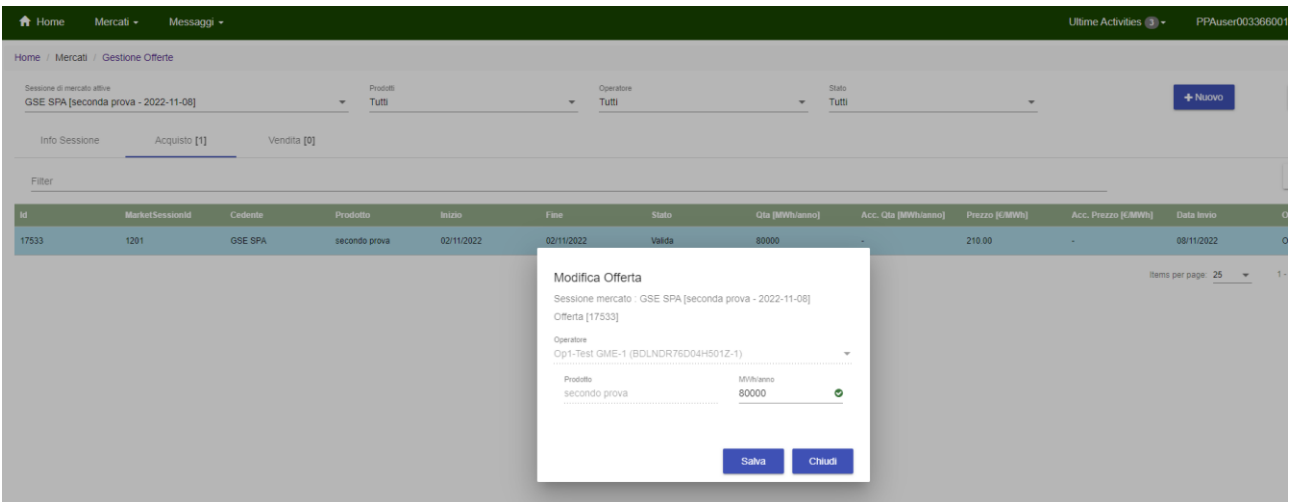 Home Mercati Messaggi Ultime Activities 3 PPAuser003366001
Home / Mercati / Gestione Offerte
Sessione di mercato attive Prodotti Operatore Stato
GSE SPA [seconda prova - 2022-11-08] Tutti Tutti Tutti
+ Nuovo
Info Sessione Acquisto [1] Vendita [0]
Filter
Id MarketSessionId Cedente Prodotto Inizio Fine Stato Qta [MWh/anno] Acc. Qta [MWh/anno] Prezzo [€/MWh] Acc. Prezzo [€/MWh] Data Invio O
17533 1201 GSE SPA secondo prova 02/11/2022 02/11/2022 Valida 80000 - 210.00 - 08/11/2022 O
Items per page: 25 1 -
Modifica Offerta
Sessione mercato : GSE SPA [seconda prova - 2022-11-08]
Offerta [17533]
Operatore
Op1-Test GME-1 (BDLNDR76D04H501Z-1)
Prodotto MWh/anno
secondo prova 80000
Salva Chiudi